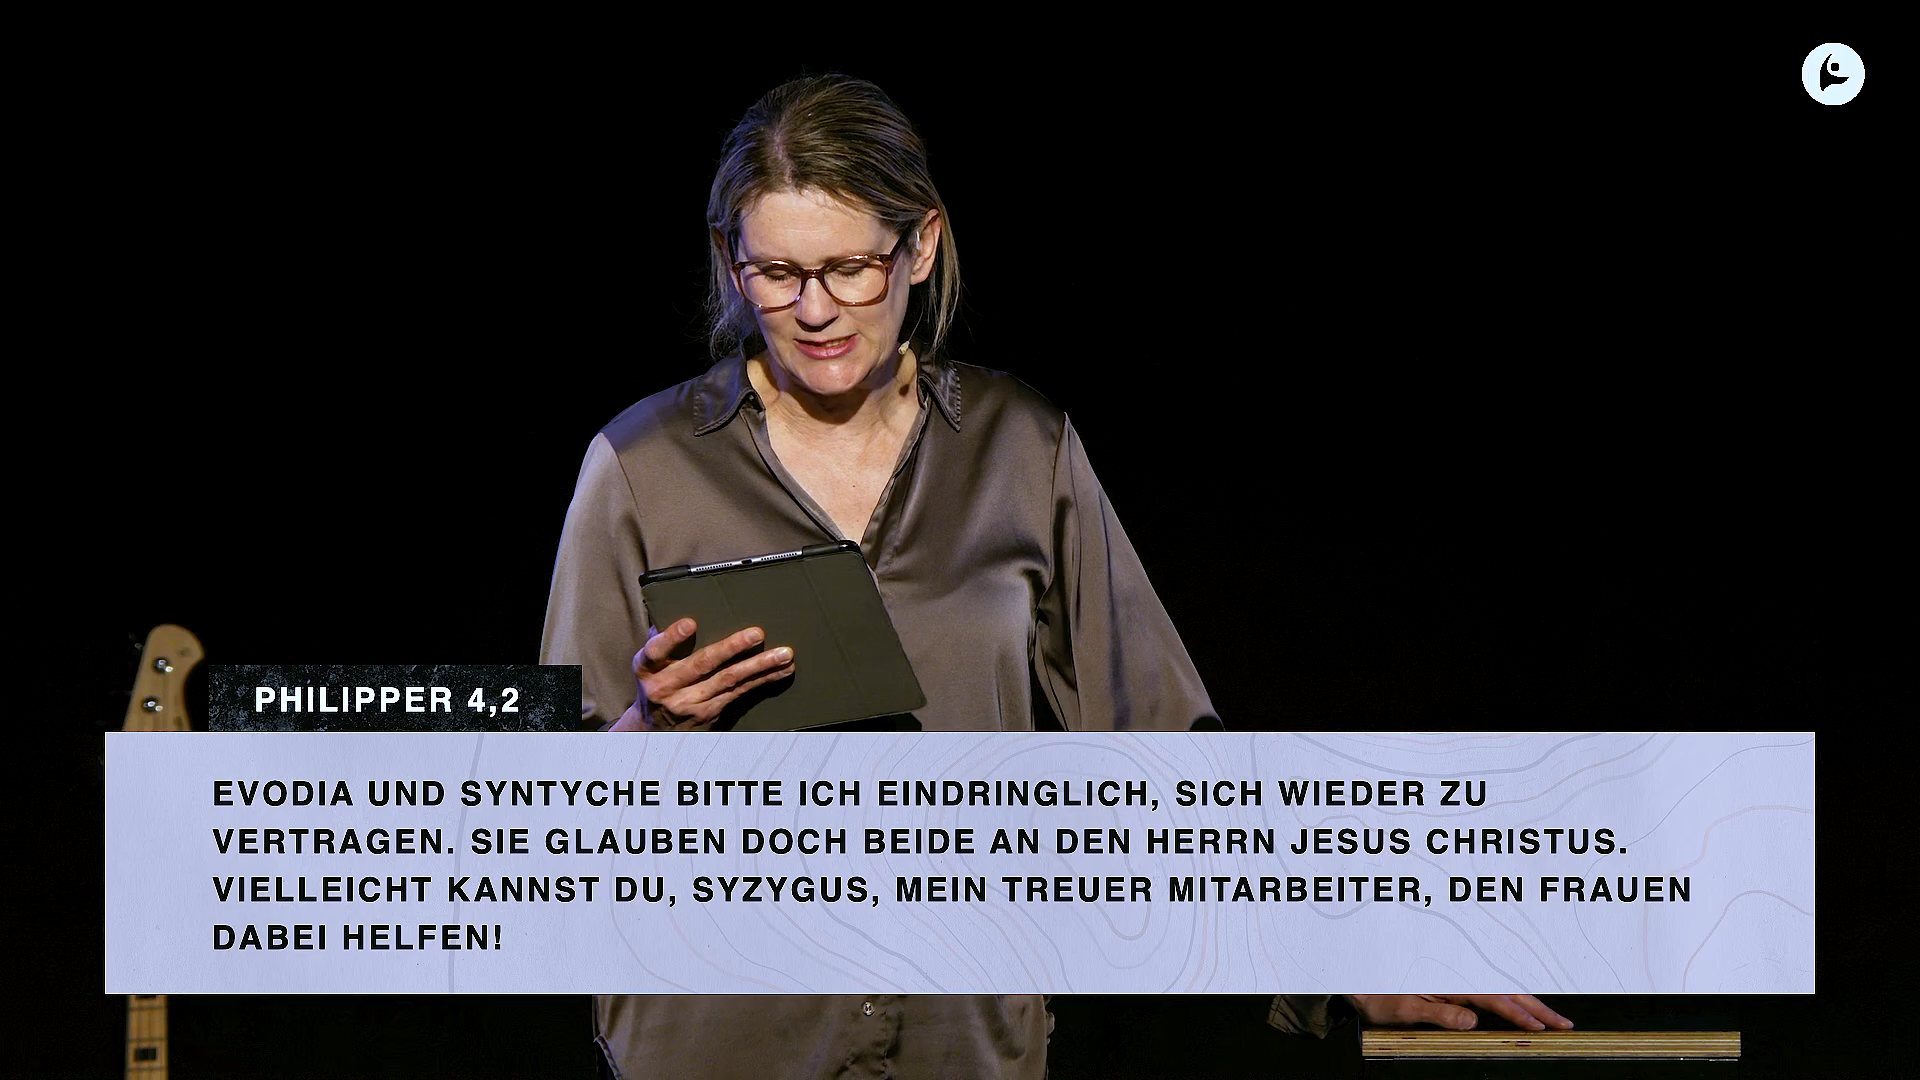 PHILIPPER 4,2
EVODIA UND SYNTYCHE BITTE ICH EINDRINGLICH, SICH WIEDER ZU
VERTRAGEN. SIE GLAUBEN DOCH BEIDE AN DEN HERRN JESUS CHRISTUS.
VIELLEICHT KANNST DU, SYZYGUS, MEIN TREUER MITARBEITER, DEN FRAUEN
DABEI HELFEN!